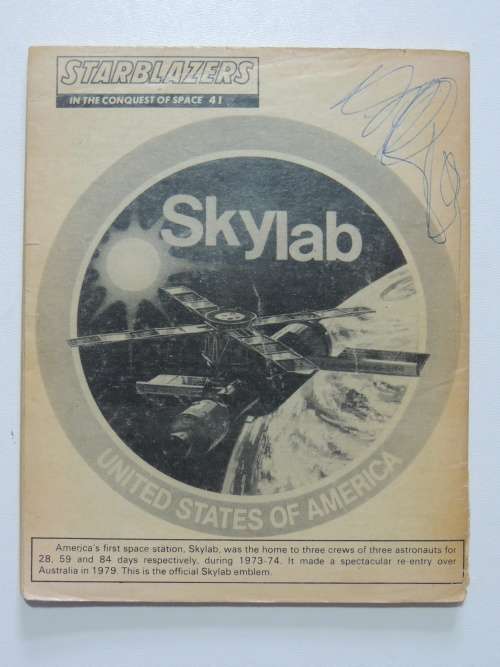 STARBLAZERS
IN THE CONQUEST OF SPACE 41
Skylab
UNITED STATES OF AMERICA
America's first space station, Skylab, was the home to three crews of three astronauts for
28, 59 and 84 days respectively, during 1973-74. It made a spectacular re-entry over
Australia in 1979. This is the official Skylab emblem.